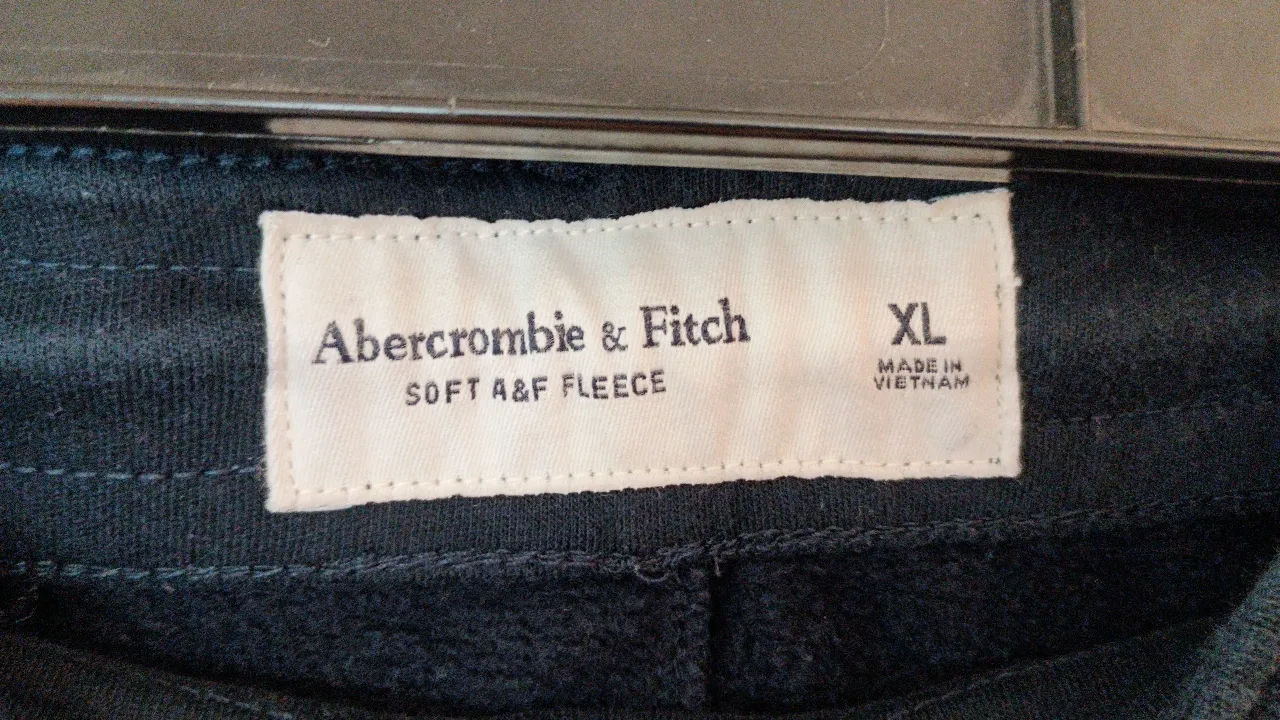 Abercrombie & Fitch
SOFT A&F FLEECE
XL
MADE IN
VIETNAM